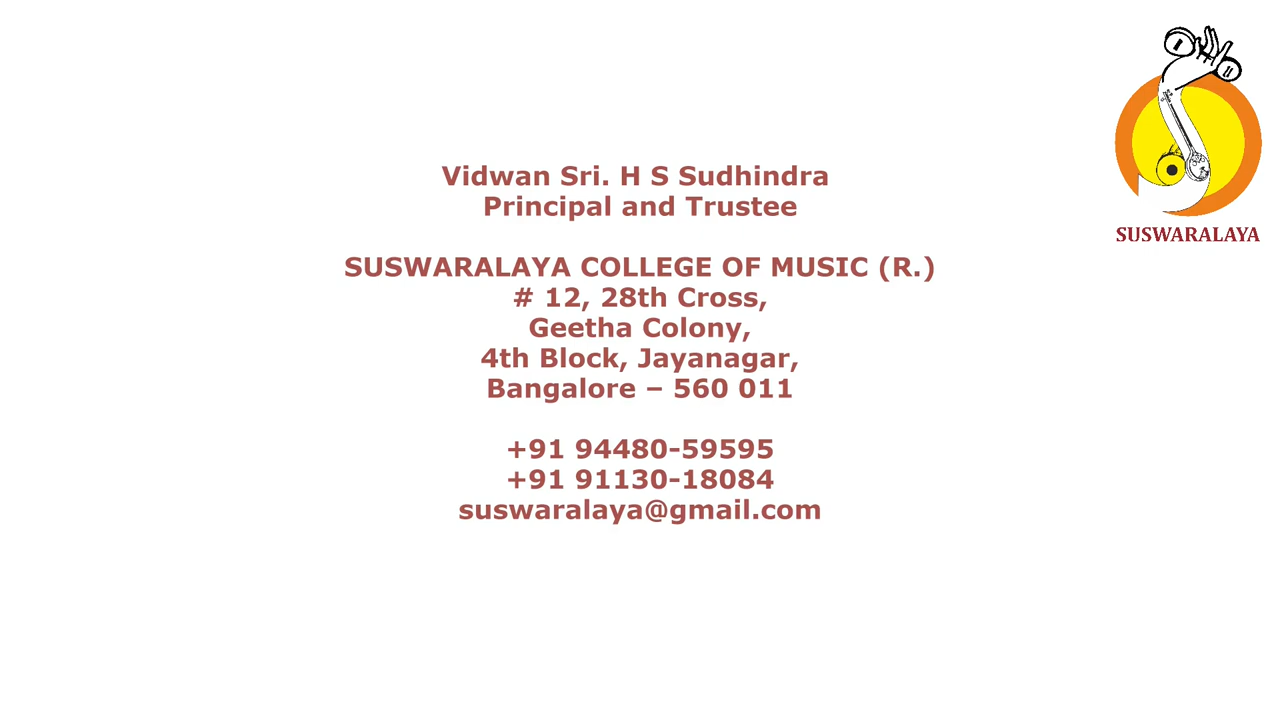 Vidwan Sri. H S Sudhindra
Principal and Trustee
SUSWARALAYA COLLEGE OF MUSIC (R.)
# 12, 28th Cross,
Geetha Colony,
4th Block, Jayanagar,
Bangalore – 560 011
+91 94480-59595
+91 91130-18084
suswaralaya@gmail.com
SUSWARALAYA